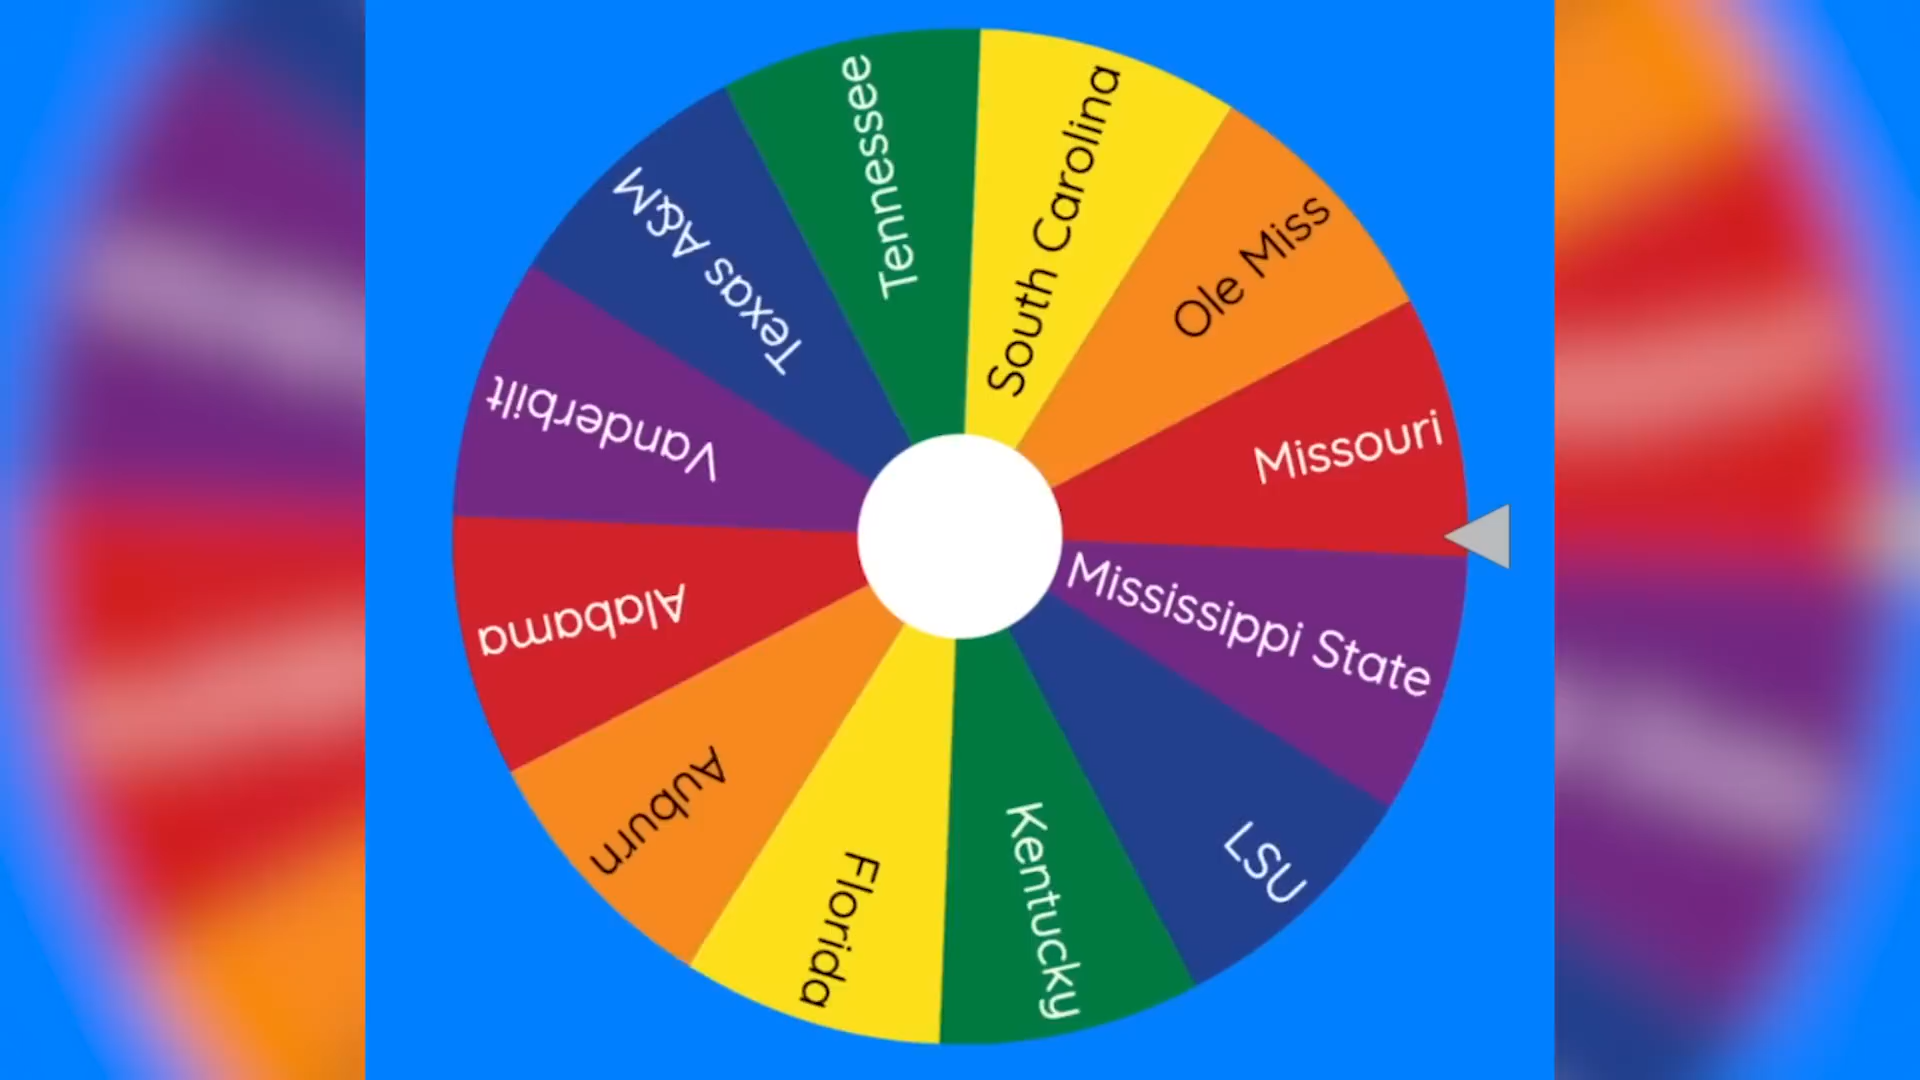 Tennessee
South Carolina
Ole Miss
Missouri
Mississippi State
LSU
Kentucky
Florida
Auburn
Alabama
Vanderbilt
Texas A&M